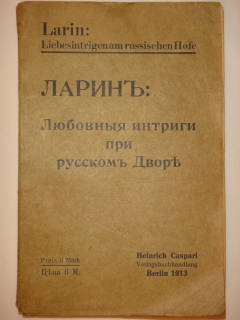 Larin:
Liebesintrigen am russischen Hofe
ЛАРИНЪ:
Любовныя интриги
при
русскомъ Дворѣ
Preis 6 Mark
Цѣна 6 М.
Heinrich Caspari
Verlagsbuchhandlung
Berlin 1913